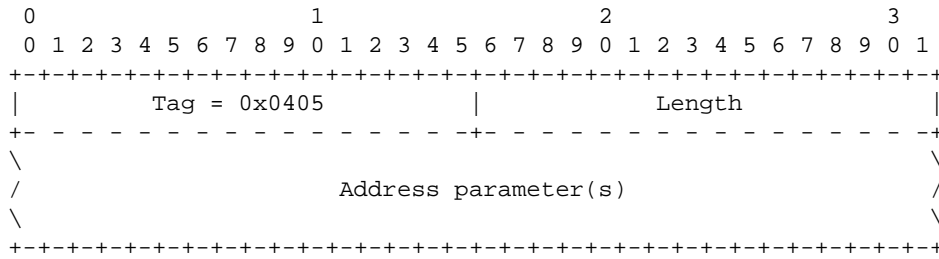 0                   1                   2                   3
 0 1 2 3 4 5 6 7 8 9 0 1 2 3 4 5 6 7 8 9 0 1 2 3 4 5 6 7 8 9 0 1
+-+-+-+-+-+-+-+-+-+-+-+-+-+-+-+-+-+-+-+-+-+-+-+-+-+-+-+-+-+-+-+-+
|         Tag = 0x0405          |            Length             |
+- - - - - - - - - - - - - - - -+- - - - - - - - - - - - - - - -+
\                                                               \
/                      Address parameter(s)                     /
\                                                               \
+-+-+-+-+-+-+-+-+-+-+-+-+-+-+-+-+-+-+-+-+-+-+-+-+-+-+-+-+-+-+-+-+